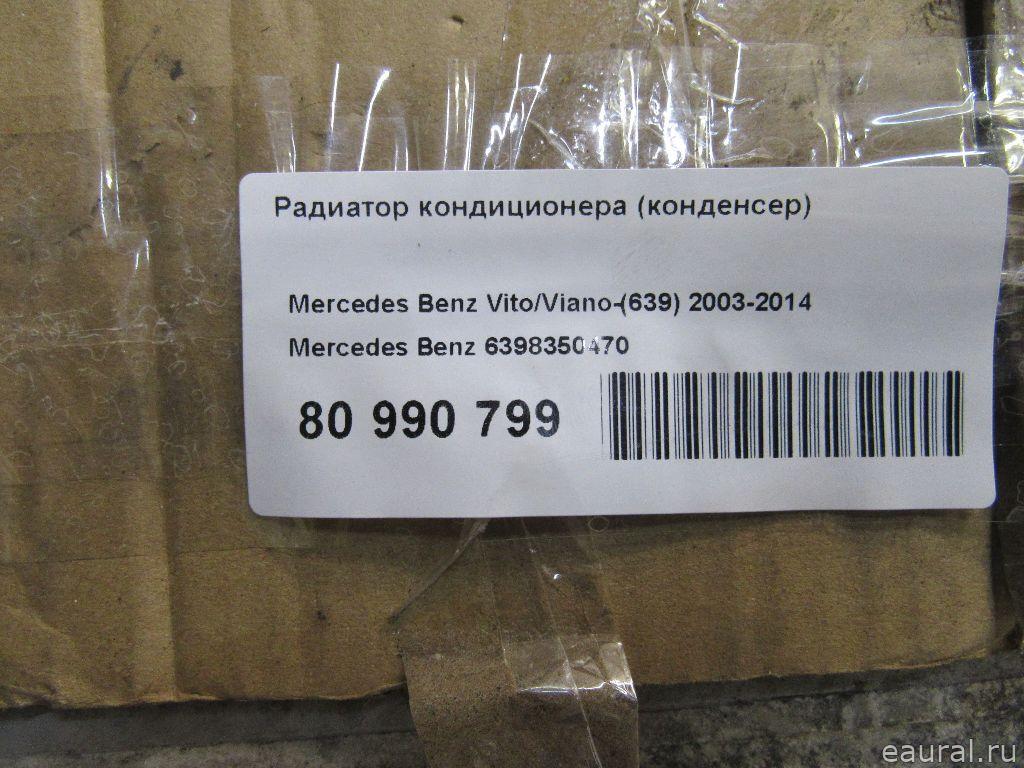 Радиатор кондиционера (конденсер)
Mercedes Benz Vito/Viano-(639) 2003-2014
Mercedes Benz 6398350470
80 990 799
eaural.ru